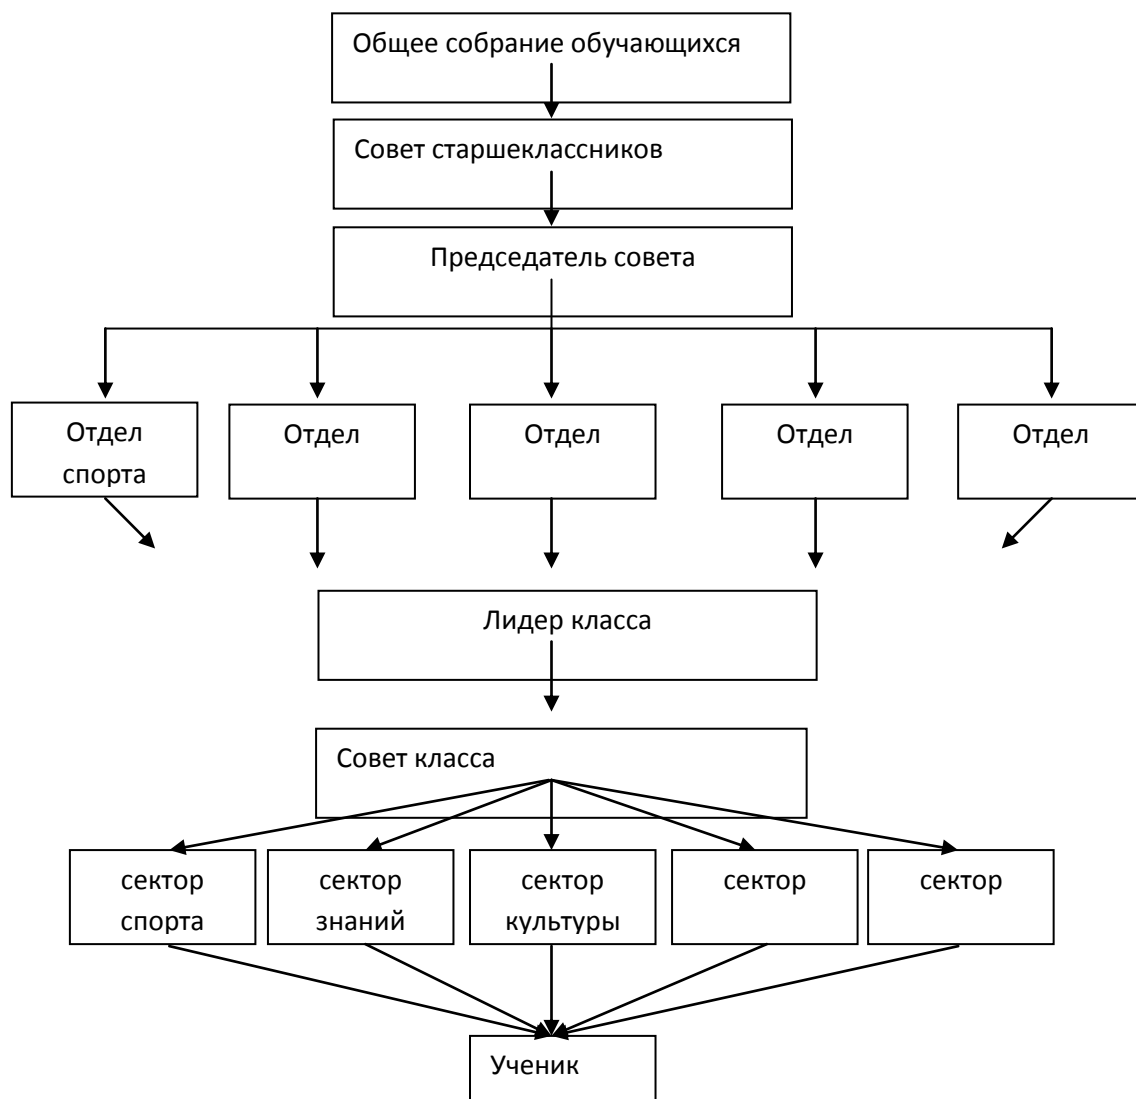 Общее собрание обучающихся
Совет старшеклассников
Председатель совета
Отдел
спорта
Отдел
Отдел
Отдел
Отдел
Лидер класса
Совет класса
сектор
спорта
сектор
знаний
сектор
культуры
сектор
сектор
Ученик